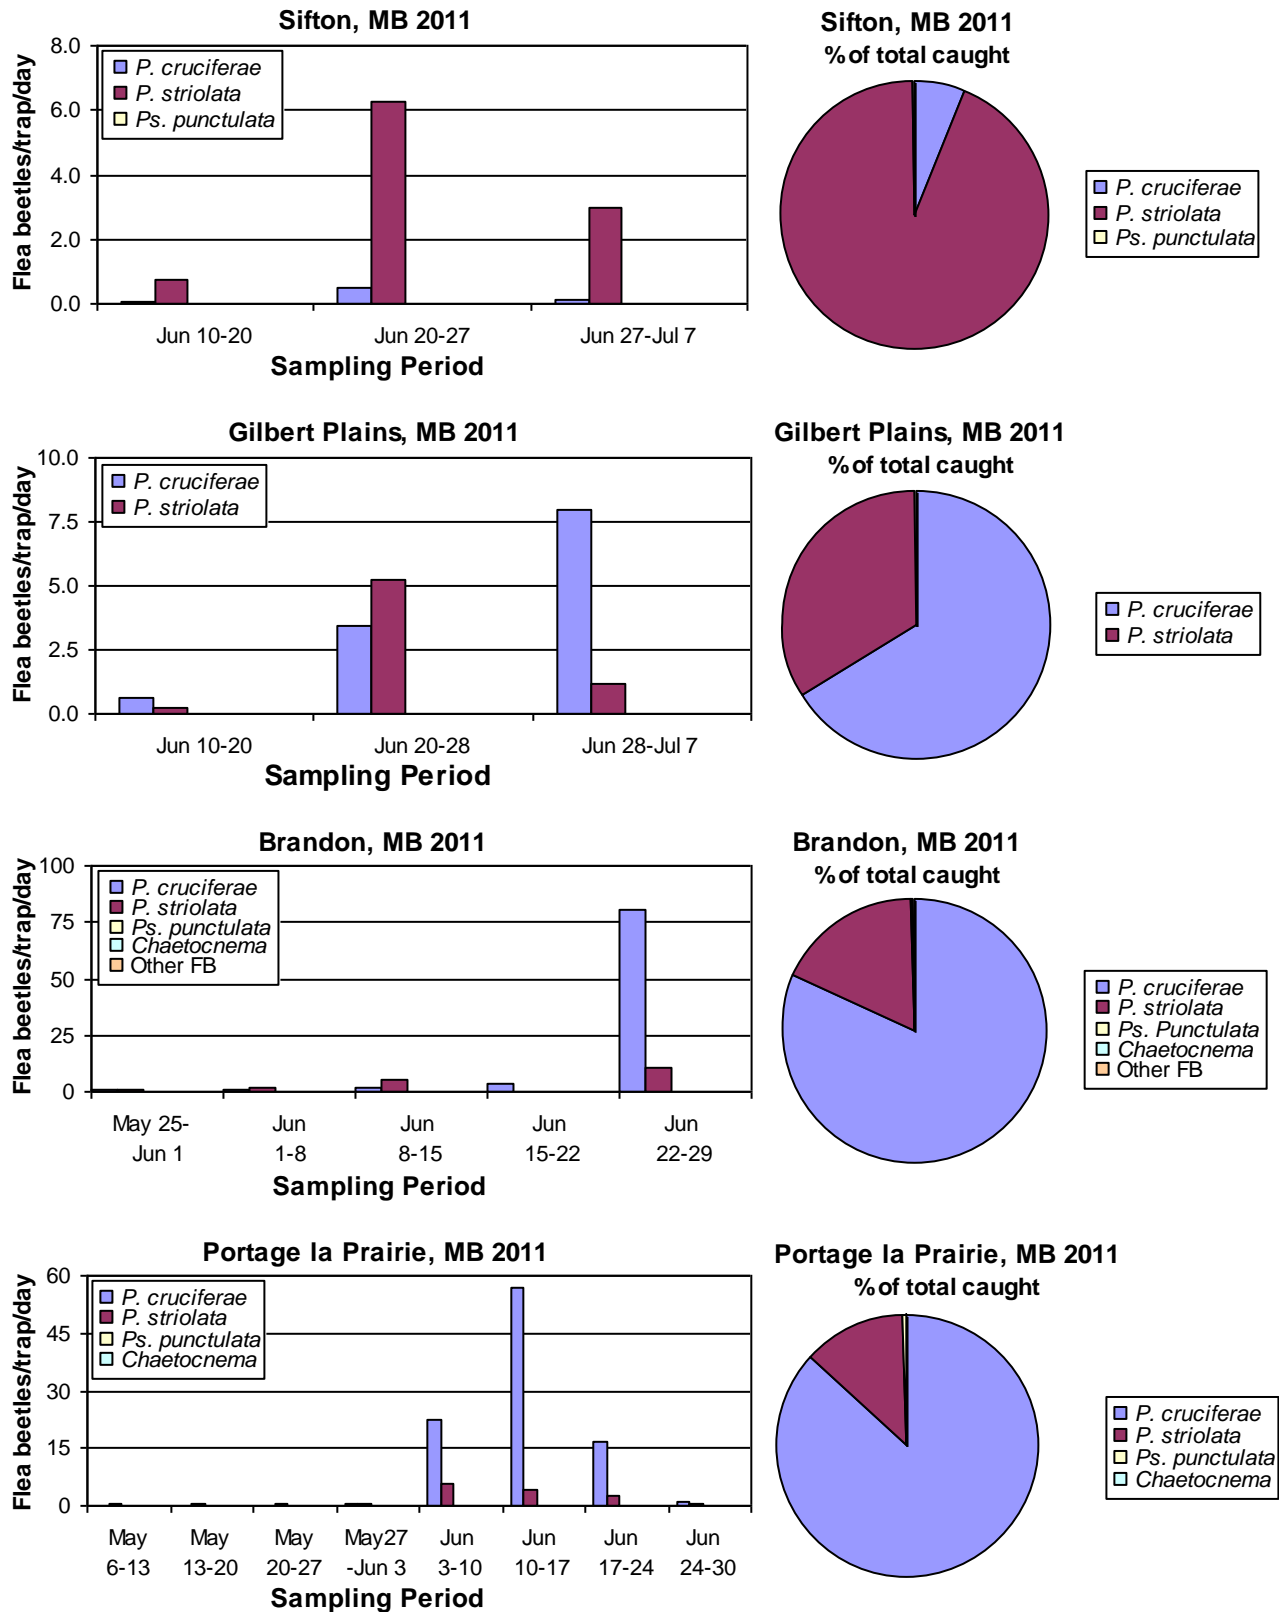 Sifton, MB 2011
Flea beetles/trap/day
8.0
6.0
4.0
2.0
0.0
P. cruciferae
P. striolata
Ps. punctulata
Jun 10-20
Jun 20-27
Jun 27-Jul 7
Sampling Period
Sifton, MB 2011
% of total caught
P. cruciferae
P. striolata
Ps. punctulata
Gilbert Plains, MB 2011
Flea beetles/trap/day
10.0
7.5
5.0
2.5
0.0
P. cruciferae
P. striolata
Jun 10-20
Jun 20-28
Jun 28-Jul 7
Sampling Period
Gilbert Plains, MB 2011
% of total caught
P. cruciferae
P. striolata
Brandon, MB 2011
Flea beetles/trap/day
100
75
50
25
0
P. cruciferae
P. striolata
Ps. punctulata
Chaetocnema
Other FB
May 25-
Jun 1
Jun
1-8
Jun
8-15
Jun
15-22
Jun
22-29
Sampling Period
Brandon, MB 2011
% of total caught
P. cruciferae
P. striolata
Ps. Punctulata
Chaetocnema
Other FB
Portage la Prairie, MB 2011
Flea beetles/trap/day
60
45
30
15
0
P. cruciferae
P. striolata
Ps. punctulata
Chaetocnema
May
6-13
May
13-20
May
20-27
May27
-Jun 3
Jun
3-10
Jun
10-17
Jun
17-24
Jun
24-30
Sampling Period
Portage la Prairie, MB 2011
% of total caught
P. cruciferae
P. striolata
Ps. punctulata
Chaetocnema